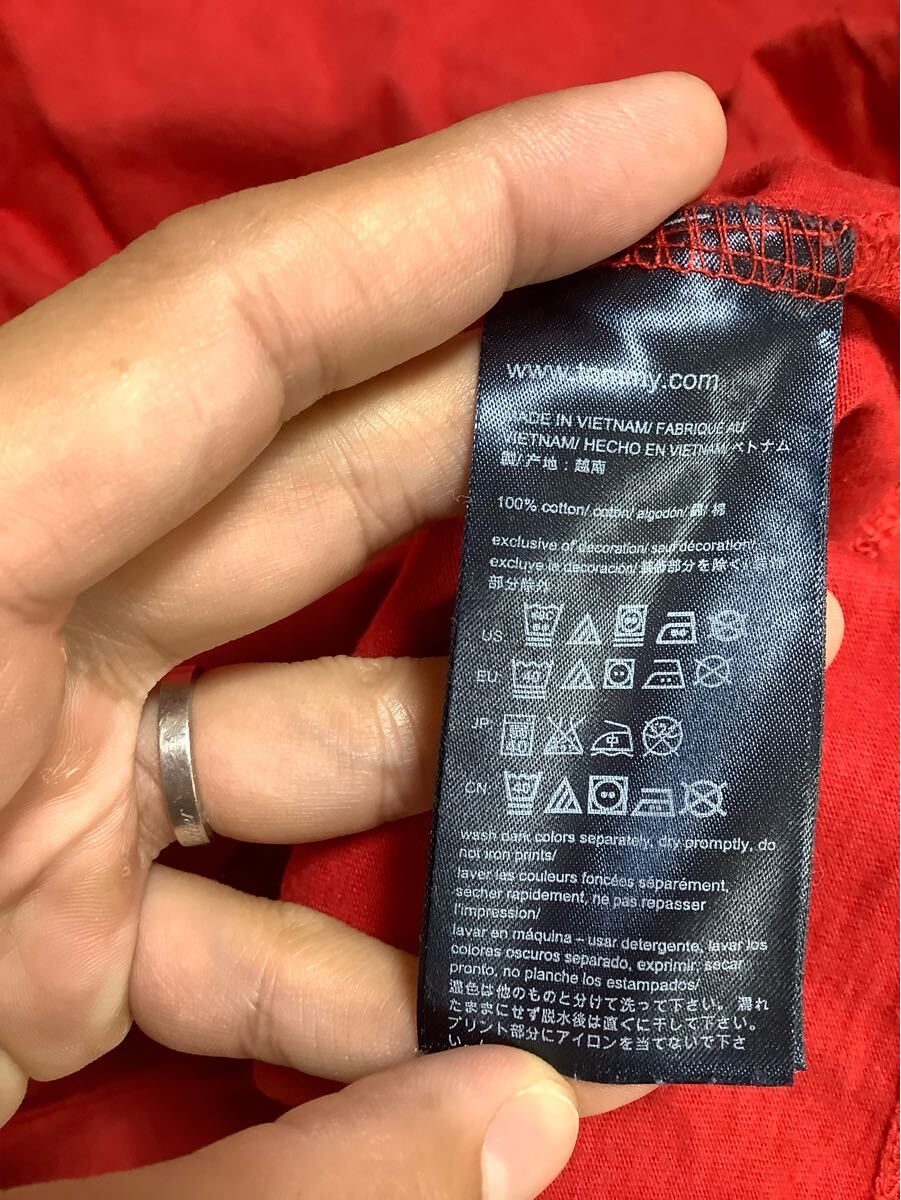 www.tommy.com
MADE IN VIETNAM/ FABRIQUE AU
VIETNAM/ HECHO EN VIETNAM/ ベトナム
製/产地：越南
100% cotton/ coton/ algodón/ 綿/ 棉
exclusive of decoration/ sauf décoration/
excluye la decoración/ 装飾部分を除く/
部分除外
US
EU 40
JP 40
CN
wash dark colors separately, dry promptly, do
not iron prints/
laver les couleurs foncées séparément,
sécher rapidement, ne pas repasser
l'impression/
lavar en máquina – usar detergente, lavar los
colores oscuros separado, exprimir, secar
pronto, no planche los estampados/
濃色は他のものと分けて洗って下さい。濡れ
たままにせず脱水後は直ぐに干して下さい。
プリント部分にアイロンを当てないで下さ
い。/